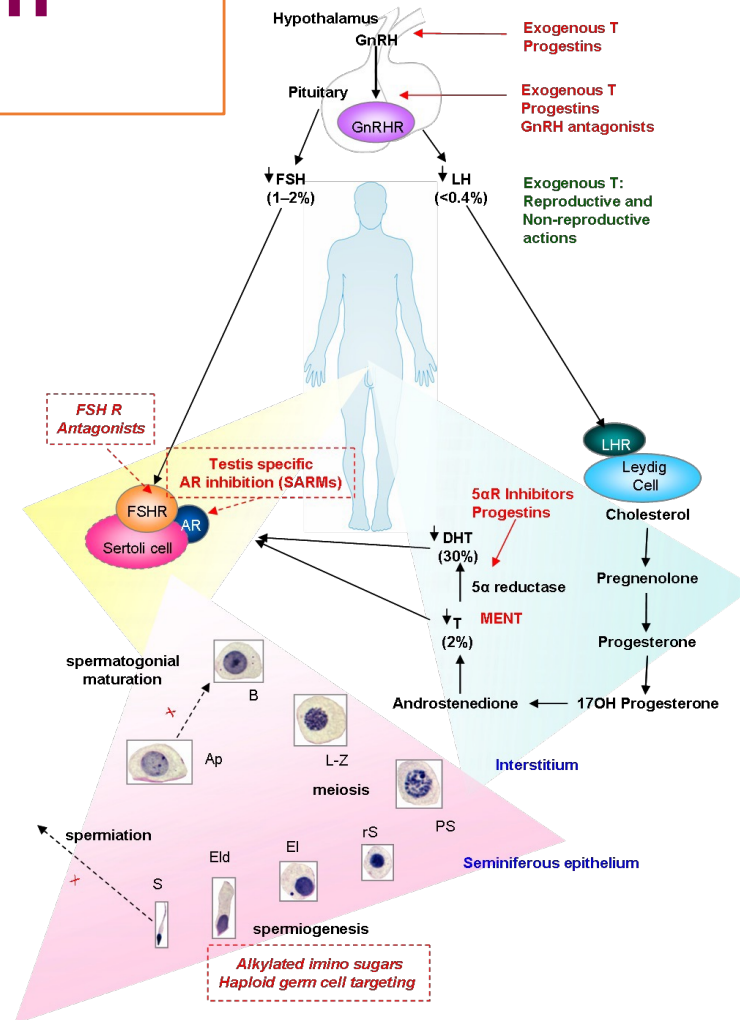 Hypothalamus
GnRH
Exogenous T
Progestins
Pituitary
GnRHR
Exogenous T
Progestins
GnRH antagonists
FSH
(1–2%)
LH
(<0.4%)
Exogenous T:
Reproductive and
Non-reproductive
actions
FSH R
Antagonists
Testis specific
AR inhibition (SARMs)
FSHR
AR
Sertoli cell
LHR
Leydig
Cell
Cholesterol
5αR Inhibitors
Progestins
DHT
(30%)
5α reductase
Pregnenolone
T
(2%)
MENT
Progesterone
Androstenedione
17OH Progesterone
Interstitium
spermatogonial
maturation
B
X
Ap
L-Z
meiosis
PS
spermiation
rS
El
Eld
Seminiferous epithelium
X
S
spermiogenesis
Alkylated imino sugars
Haploid germ cell targeting